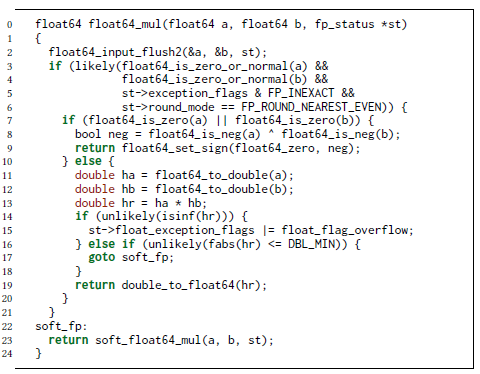 0 float64 float64_mul(float64 a, float64 b, fp_status *st)
1 {
2 float64_input_flush2(&a, &b, st);
3 if (likely(float64_is_zero_or_normal(a) &&
4 float64_is_zero_or_normal(b) &&
5 st->exception_flags & FP_INEXACT &&
6 st->round_mode == FP_ROUND_NEAREST_EVEN)) {
7 if (float64_is_zero(a) || float64_is_zero(b)) {
8 bool neg = float64_is_neg(a) ^ float64_is_neg(b);
9 return float64_set_sign(float64_zero, neg);
10 } else {
11 double ha = float64_to_double(a);
12 double hb = float64_to_double(b);
13 double hr = ha * hb;
14 if (unlikely(isinf(hr))) {
15 st->float_exception_flags |= float_flag_overflow;
16 } else if (unlikely(fabs(hr) <= DBL_MIN)) {
17 goto soft_fp;
18 }
19 return double_to_float64(hr);
20 }
21 }
22 soft_fp:
23 return soft_float64_mul(a, b, st);
24 }